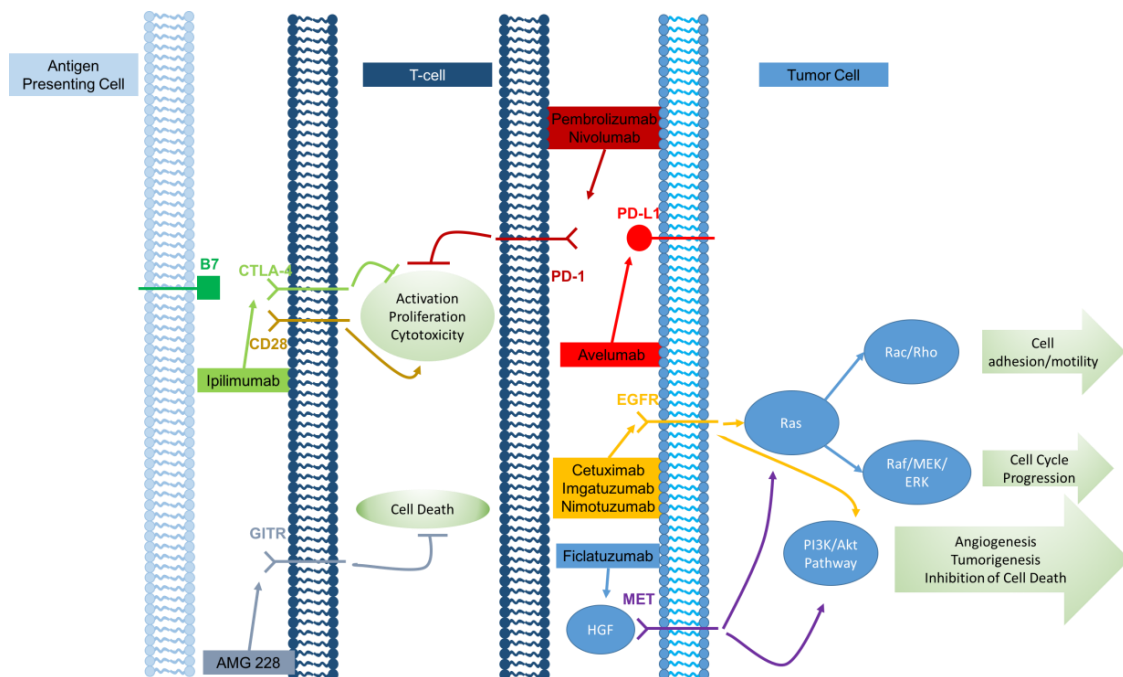 Antigen
Presenting Cell
T-cell
Tumor Cell
Pembrolizumab
Nivolumab
PD-L1
B7
CTLA-4
PD-1
Activation
Proliferation
Cytotoxicity
CD28
Ipilimumab
Avelumab
Rac/Rho
Cell
adhesion/motility
EGFR
Ras
Cetuximab
Imgatuzumab
Nimotuzumab
Raf/MEK/
ERK
Cell Cycle
Progression
Cell Death
GITR
Ficlatuzumab
PI3K/Akt
Pathway
Angiogenesis
Tumorigenesis
Inhibition of Cell Death
MET
HGF
AMG 228